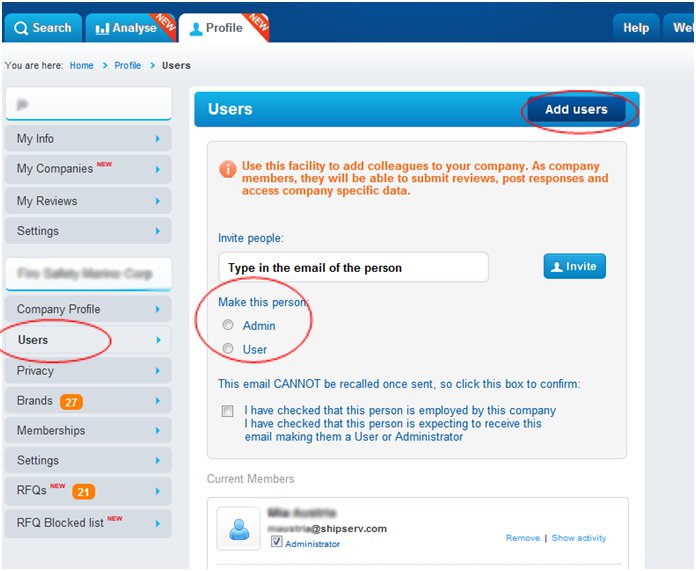 Search
Analyse
NEW
Profile
NEW
Help
You are here: Home > Profile > Users
My Info
My Companies NEW
My Reviews
Settings
Company Profile
Users
Privacy
Brands 27
Memberships
Settings
RFQs NEW 21
RFQ Blocked list NEW
Users
Add users
Use this facility to add colleagues to your company. As company
members, they will be able to submit reviews, post responses and
access company specific data.
Invite people:
Type in the email of the person
Invite
Make this person:
Admin
User
This email CANNOT be recalled once sent, so click this box to confirm:
I have checked that this person is employed by this company
I have checked that this person is expecting to receive this
email making them a User or Administrator
Current Members
@shipserv.com
Administrator
Remove | Show activity